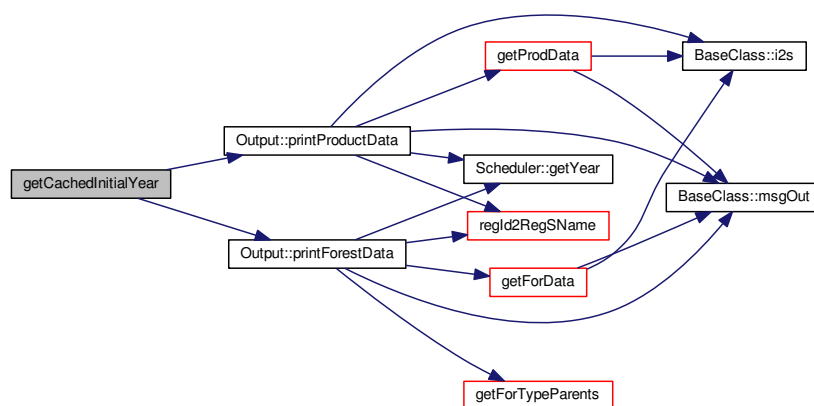 getCachedInitialYear
Output::printProductData
Output::printForestData
getProdData
Scheduler::getYear
regId2RegSName
getForData
getForTypeParents
BaseClass::i2s
BaseClass::msgOut